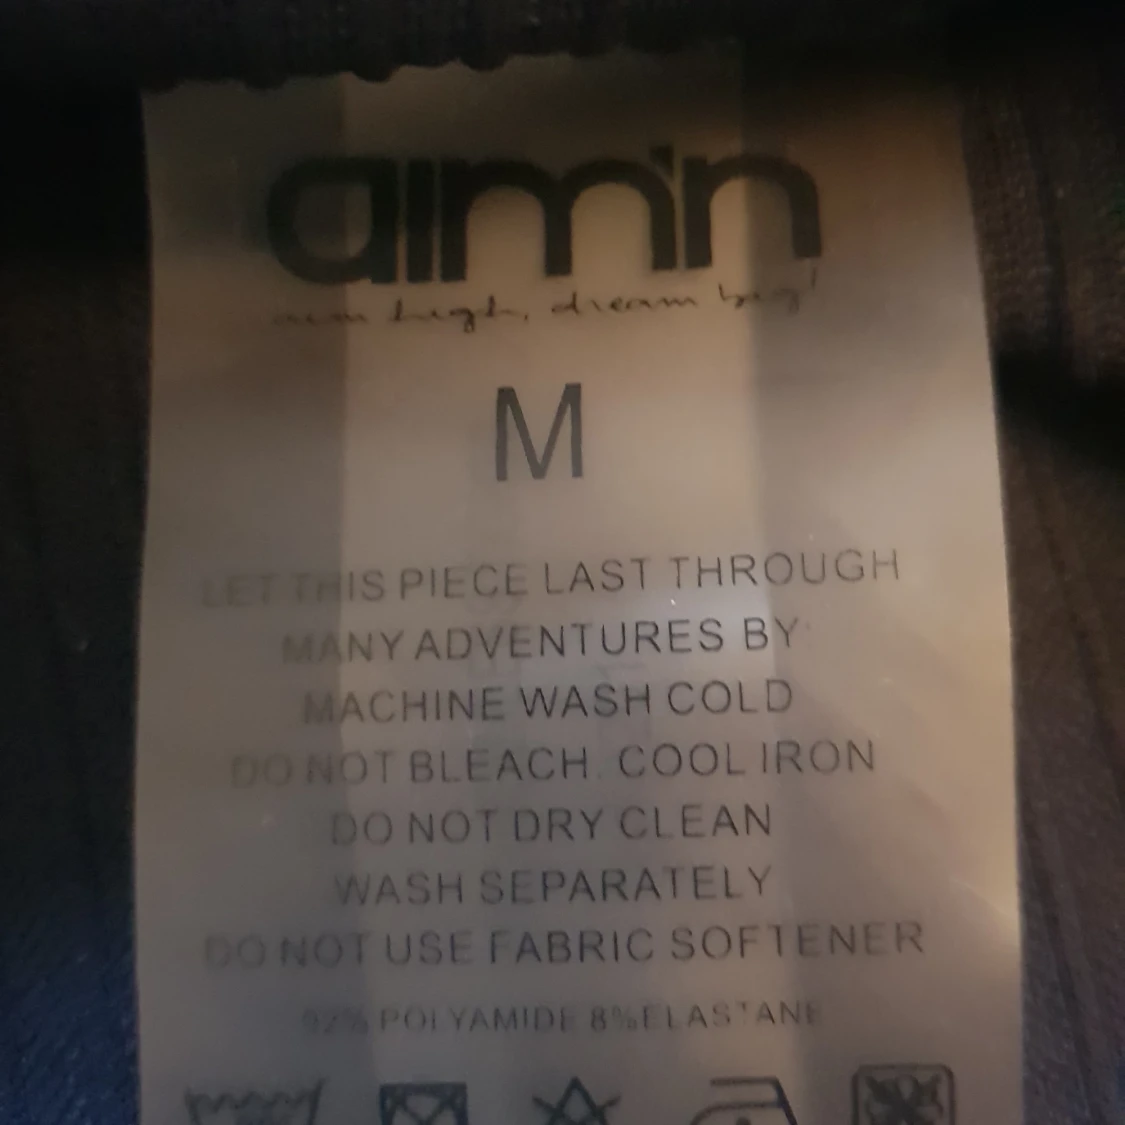 aim'n
aim high, dream big!
M
LET THIS PIECE LAST THROUGH
MANY ADVENTURES BY
MACHINE WASH COLD
DO NOT BLEACH. COOL IRON
DO NOT DRY CLEAN
WASH SEPARATELY
DO NOT USE FABRIC SOFTENER
92% POLYAMIDE 8%ELASTANE